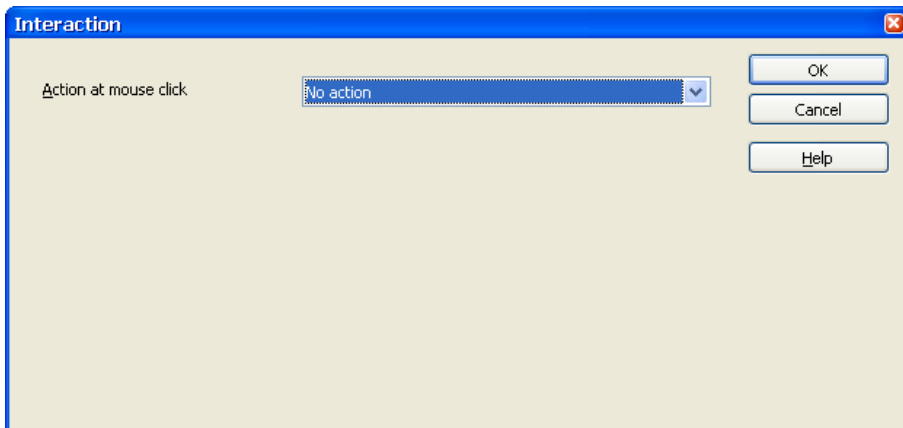 Interaction
Action at mouse click
No action
OK
Cancel
Help